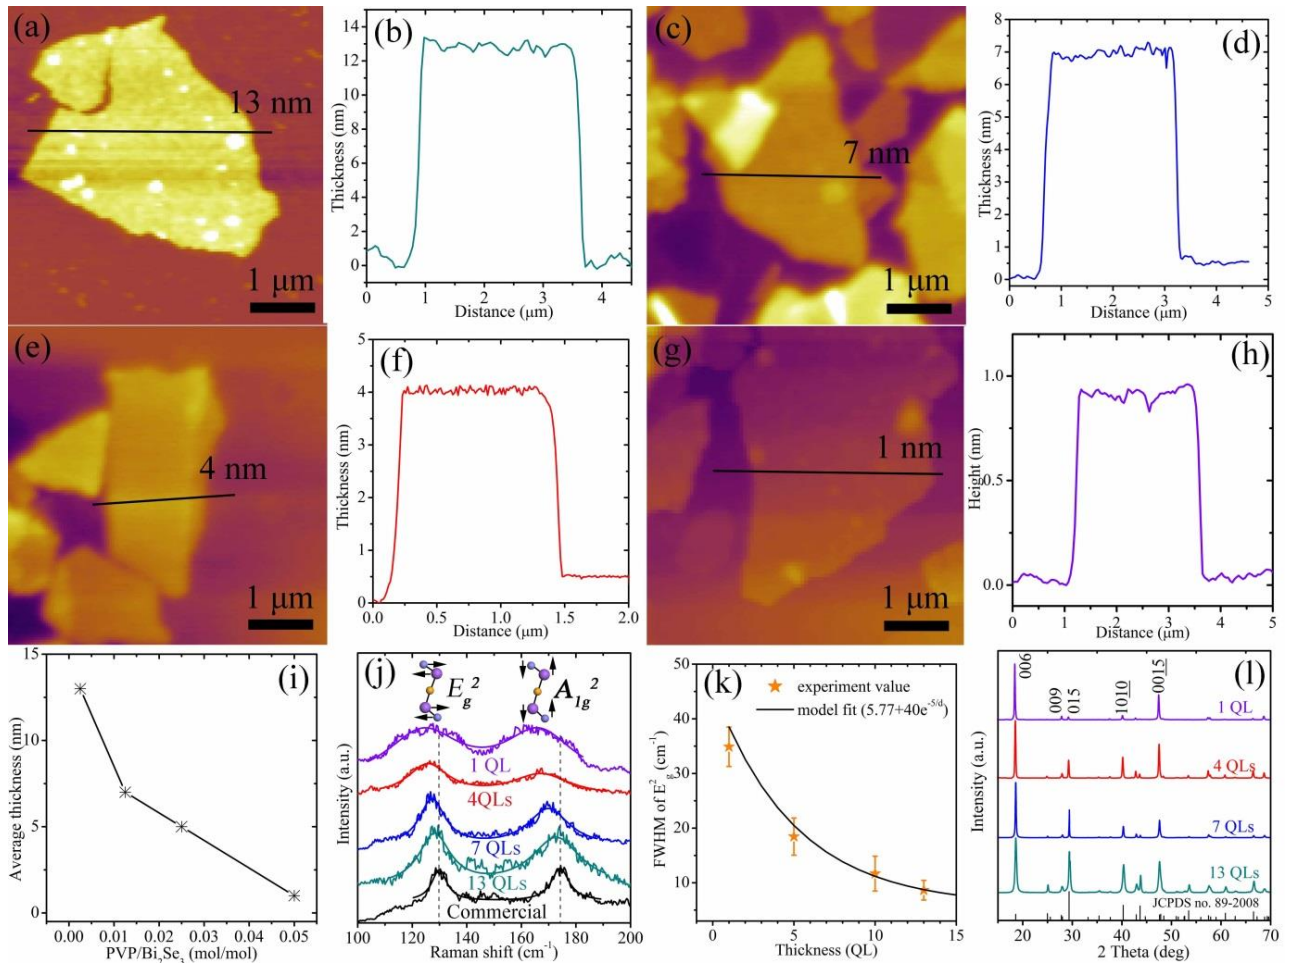 (a)
13 nm
1 μm
(b)
14
12
10
8
6
4
2
0
Thickness (nm)
0 1 2 3 4
Distance (μm)
(c)
7 nm
1 μm
(d)
8
7
6
5
4
3
2
1
0
Thickness (nm)
0 1 2 3 4 5
Distance (μm)
(e)
4 nm
1 μm
(f)
5
4
3
2
1
0
Thickness (nm)
0.0 0.5 1.0 1.5 2.0
Distance (μm)
(g)
1 nm
1 μm
(h)
1.0
0.5
0.0
Height (nm)
0 1 2 3 4 5
Distance (μm)
(i)
15
10
5
0
Average thickness (nm)
0.00 0.01 0.02 0.03 0.04 0.05
PVP/Bi2Se3 (mol/mol)
(j)
Eg2
A1g2
1 QL
4QLs
7 QLs
13 QLs
Commercial
Intensity (a.u.)
100 120 140 160 180 200
Raman shift (cm-1)
(k)
experiment value
model fit (5.77+40e-5/d)
50
40
30
20
10
FWHM of E2g (cm-1)
0 5 10 15
Thickness (QL)
(l)
006
009
015
1010
0015
1 QL
4 QLs
7 QLs
13 QLs
JCPDS no. 89-2008
Intensity (a.u.)
20 30 40 50 60 70
2 Theta (deg)